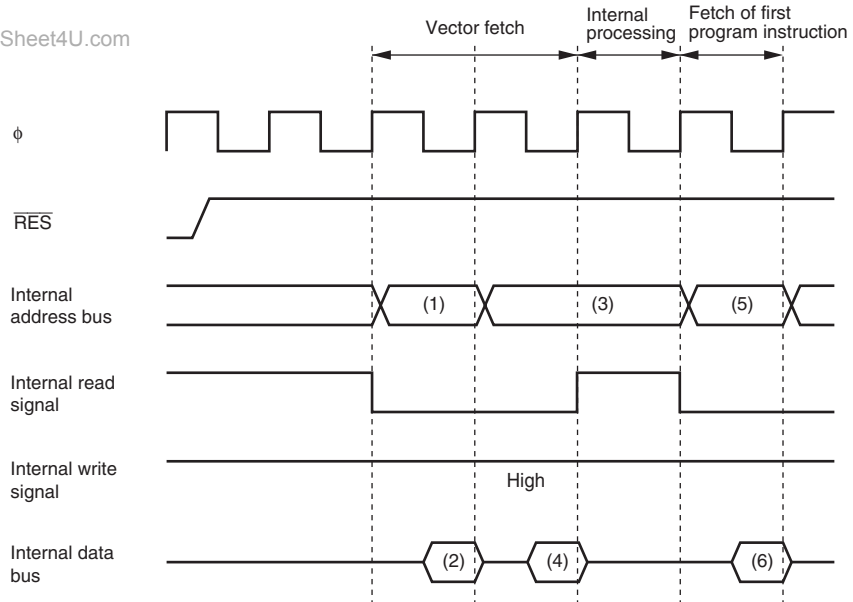 Sheet4U.com
Vector fetch
Internal
processing
Fetch of first
program instruction
ϕ
RES
Internal
address bus
(1)
(3)
(5)
Internal read
signal
Internal write
signal
High
Internal data
bus
(2)
(4)
(6)